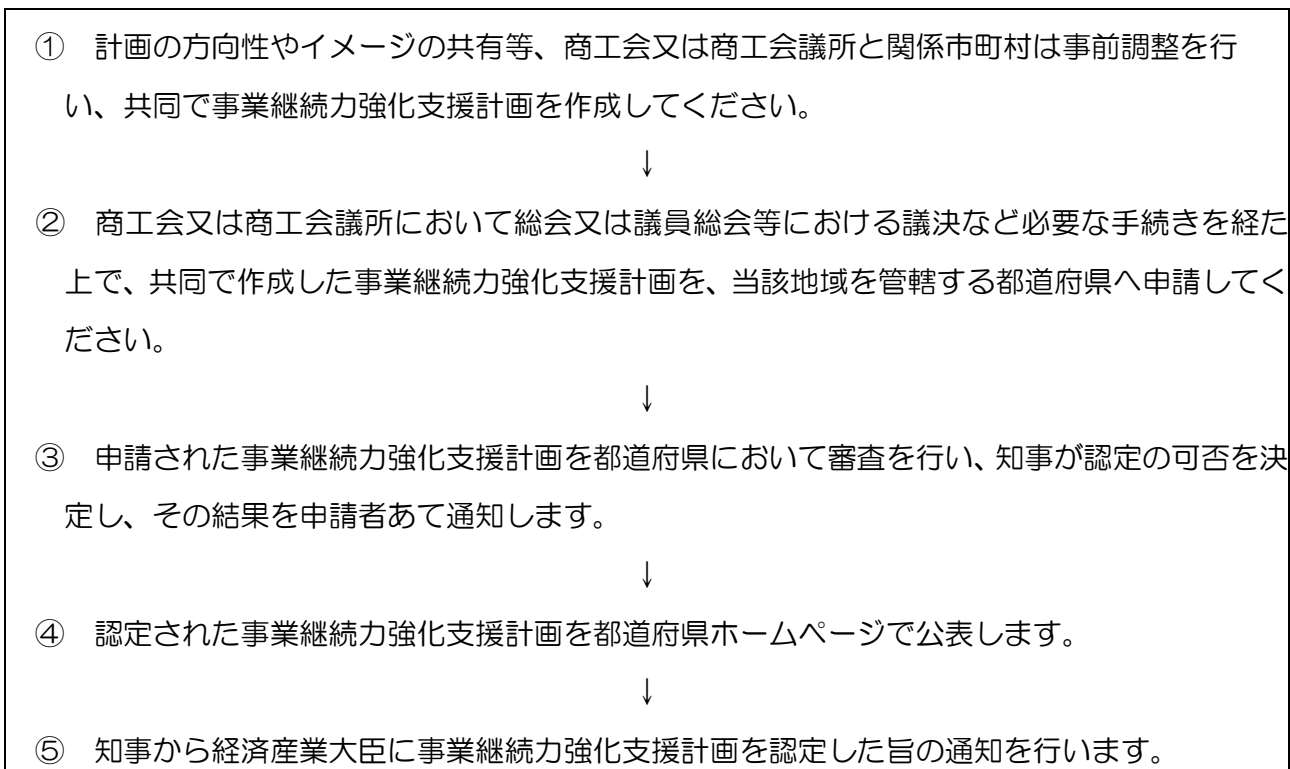 ① 計画の方向性やイメージの共有等、商工会又は商工会議所と関係市町村は事前調整を行
い、共同で事業継続力強化支援計画を作成してください。
↓
② 商工会又は商工会議所において総会又は議員総会等における議決など必要な手続きを経た
上で、共同で作成した事業継続力強化支援計画を、当該地域を管轄する都道府県へ申請してく
ださい。
↓
③ 申請された事業継続力強化支援計画を都道府県において審査を行い、知事が認定の可否を決
定し、その結果を申請者あて通知します。
↓
④ 認定された事業継続力強化支援計画を都道府県ホームページで公表します。
↓
⑤ 知事から経済産業大臣に事業継続力強化支援計画を認定した旨の通知を行います。